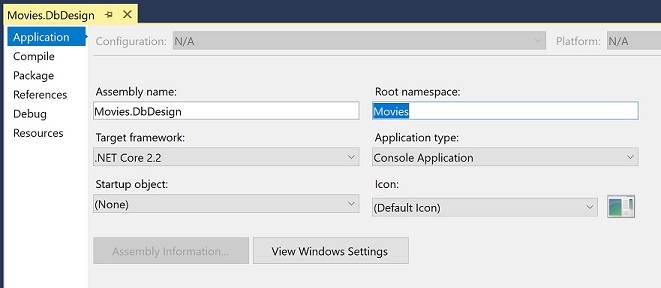 Movies.DbDesign
Application
Configuration: N/A Platform: N/A
Compile
Package
References
Debug
Resources
Assembly name: Root namespace:
Movies.DbDesign Movies
Target framework: Application type:
.NET Core 2.2 Console Application
Startup object: Icon:
(None) (Default Icon)
Assembly Information... View Windows Settings